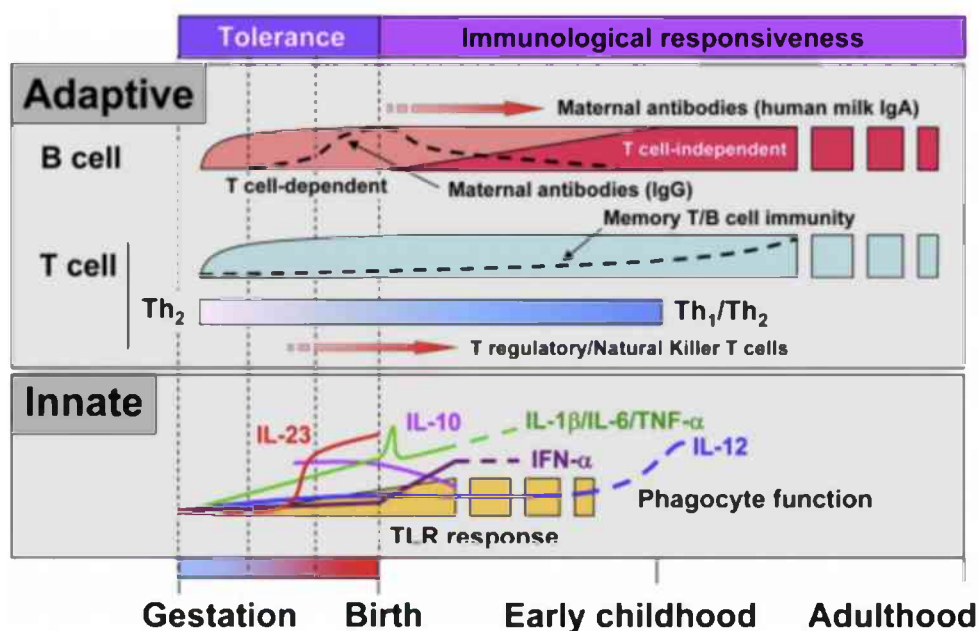 Tolerance
Immunological responsiveness
Adaptive
Maternal antibodies (human milk IgA)
B cell
T cell-independent
T cell-dependent
Maternal antibodies (IgG)
Memory T/B cell immunity
T cell
Th₂
Th₁/Th₂
T regulatory/Natural Killer T cells
Innate
IL-23
IL-10
IL-1β/IL-6/TNF-α
IFN-α
IL-12
Phagocyte function
TLR response
Gestation
Birth
Early childhood
Adulthood